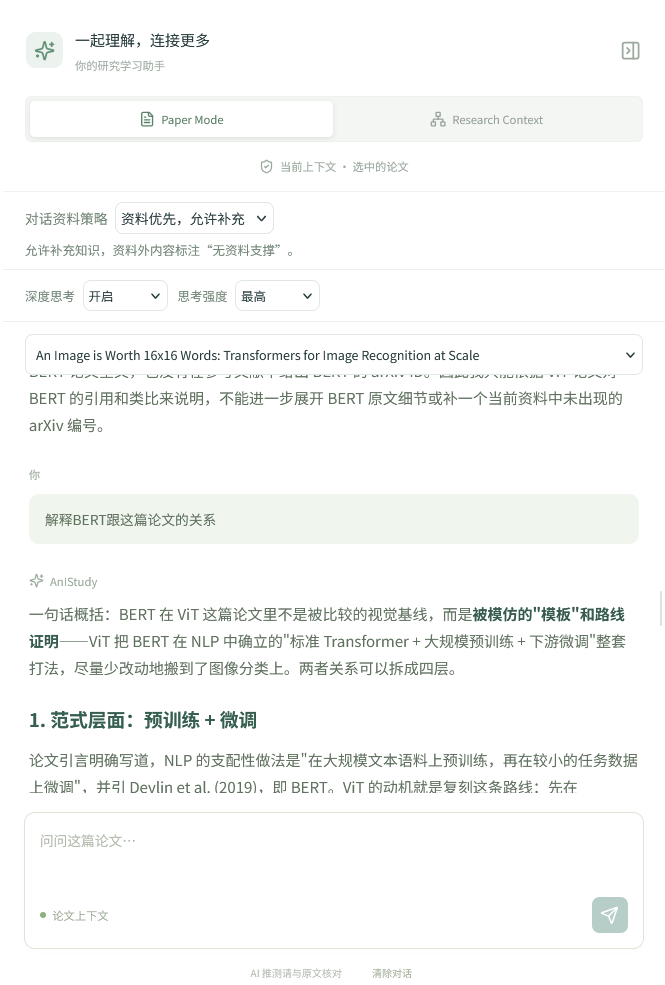 一起理解，连接更多
你的研究学习助手
Paper Mode
Research Context
当前上下文 · 选中的论文
对话资料策略 资料优先，允许补充
允许补充知识，资料外内容标注“无资料支撑”。
深度思考 开启 思考强度 最高
An Image is Worth 16x16 Words: Transformers for Image Recognition at Scale
BERT 的引用和类比来说明，不能进一步展开 BERT 原文细节或补一个当前资料中未出现的
arXiv 编号。
你
解释BERT跟这篇论文的关系
AniStudy
一句话概括：BERT 在 ViT 这篇论文里不是被比较的视觉基线，而是被模仿的"模板"和路线
证明——ViT 把 BERT 在 NLP 中确立的"标准 Transformer + 大规模预训练 + 下游微调"整套
打法，尽量少改动地搬到了图像分类上。两者关系可以拆成四层。
1. 范式层面：预训练 + 微调
论文引言明确写道，NLP 的支配性做法是"在大规模文本语料上预训练，再在较小的任务数据
上微调"，并引 Devlin et al. (2019)，即 BERT。ViT 的动机就是复刻这条路线：先在
问问这篇论文…
论文上下文
AI 推测请与原文核对 清除对话